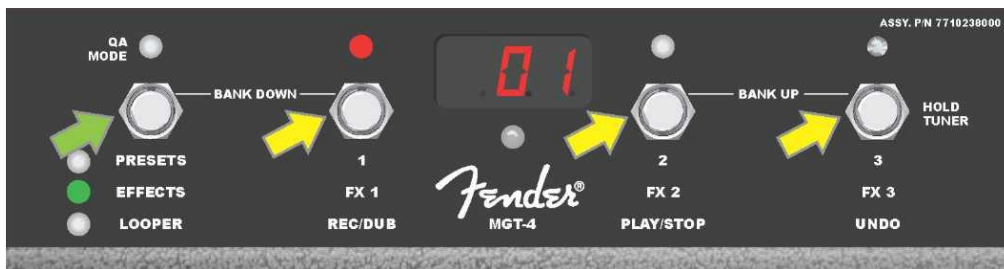 ASSY. P/N 7710238000
QA
MODE
01
BANK DOWN
BANK UP
HOLD
TUNER
PRESETS
1
2
3
EFFECTS
FX 1
Fender®
FX 2
FX 3
LOOPER
REC/DUB
MGT-4
PLAY/STOP
UNDO